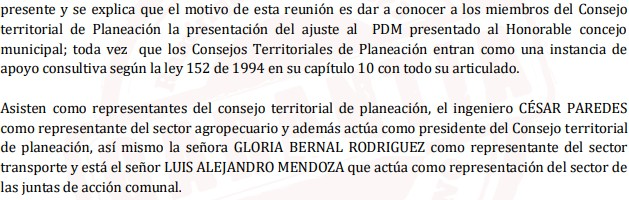 presente y se explica que el motivo de esta reunión es dar a conocer a los miembros del Consejo
territorial de Planeación la presentación del ajuste al PDM presentado al Honorable concejo
municipal; toda vez que los Consejos Territoriales de Planeación entran como una instancia de
apoyo consultiva según la ley 152 de 1994 en su capítulo 10 con todo su articulado.
Asisten como representantes del consejo territorial de planeación, el ingeniero CÉSAR PAREDES
como representante del sector agropecuario y además actúa como presidente del Consejo territorial
de planeación, así mismo la señora GLORIA BERNAL RODRIGUEZ como representante del sector
transporte y está el señor LUIS ALEJANDRO MENDOZA que actúa como representación del sector de
las juntas de acción comunal.